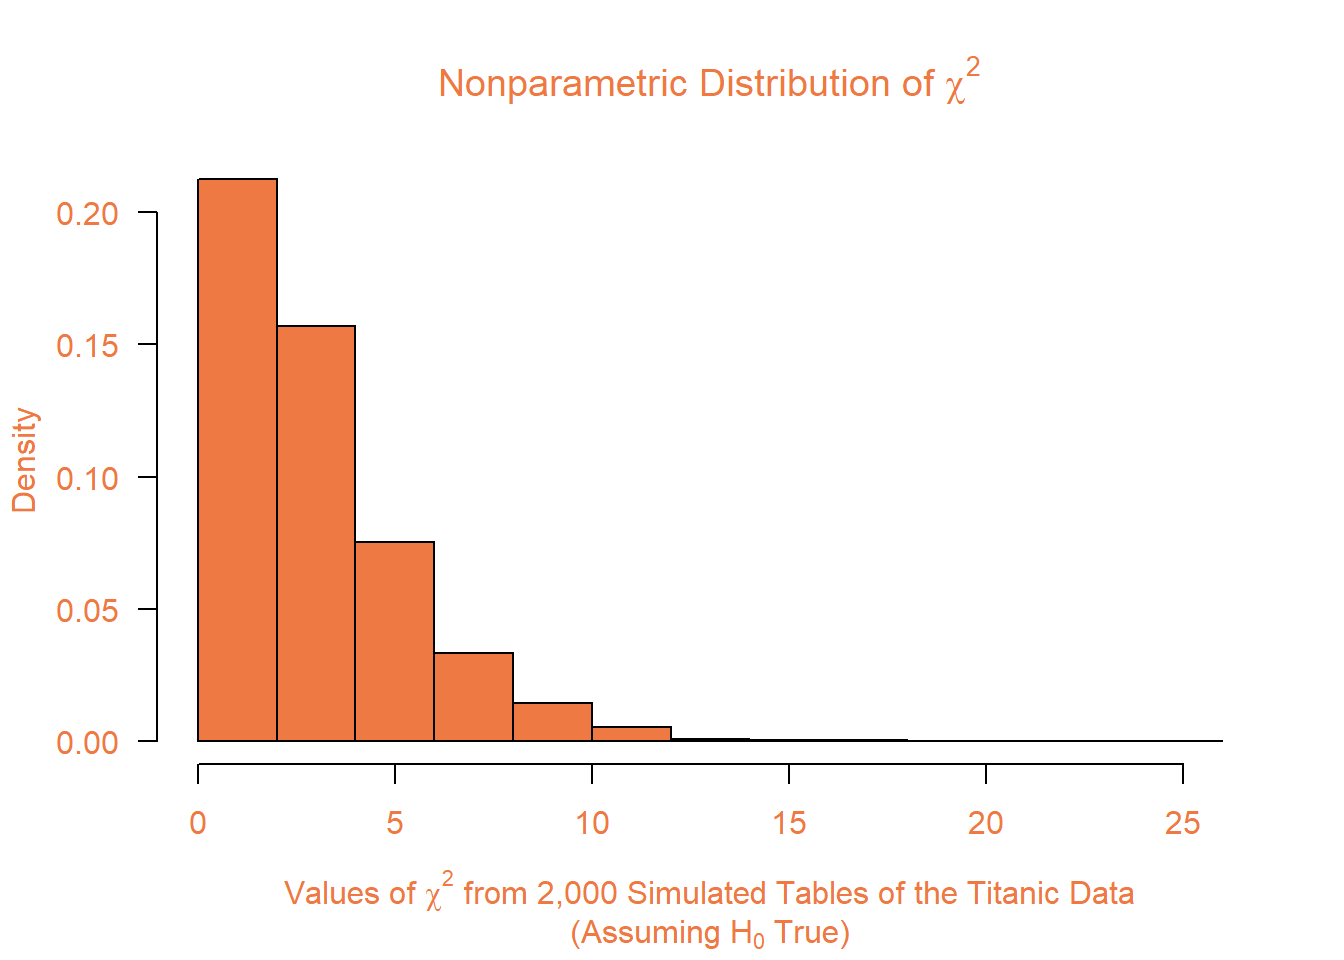 Nonparametric Distribution of χ²
0.20
0.15
0.10
0.05
0.00
Density
0 5 10 15 20 25
Values of χ² from 2,000 Simulated Tables of the Titanic Data
(Assuming H₀ True)